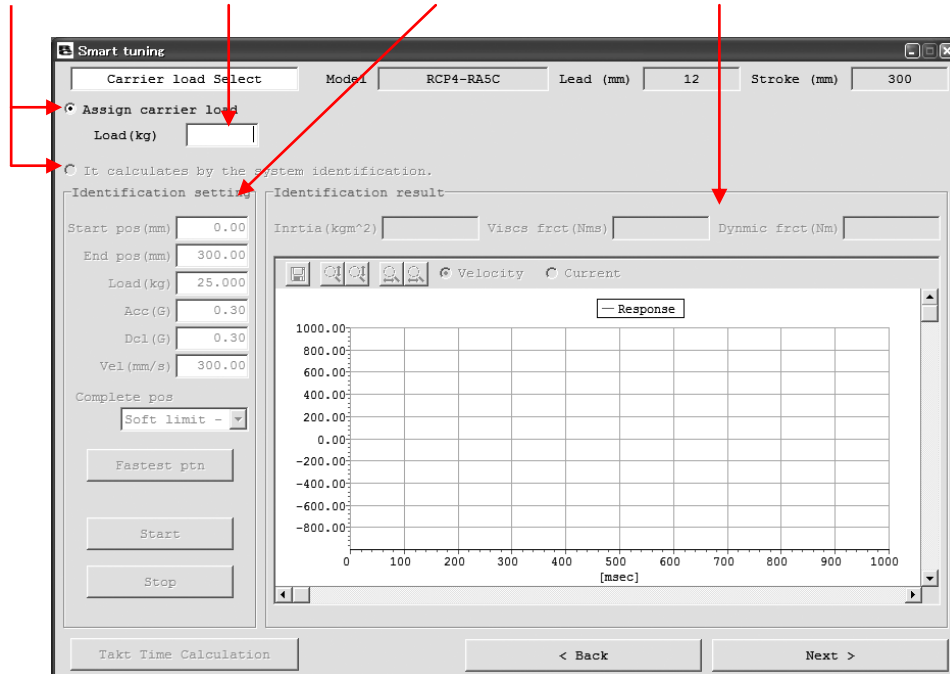 Smart tuning
Carrier load Select Model RCP4-RA5C Lead (mm) 12 Stroke (mm) 300
Assign carrier load
Load(kg)
It calculates by the system identification.
Identification setting Identification result
Start pos(mm) 0.00 Inrtia(kgm^2) Viscs frct(Nms) Dynmic frct(Nm)
End pos(mm) 300.00
Load(kg) 25.000
Acc(G) 0.30
Dcl(G) 0.30
Vel(mm/s) 300.00
Complete pos
Soft limit -
Fastest ptn
Start
Stop
Velocity Current
Response
1000.00
800.00
600.00
400.00
200.00
0.00
-200.00
-400.00
-600.00
-800.00
0 100 200 300 400 500 600 700 800 900 1000
[msec]
Takt Time Calculation < Back Next >